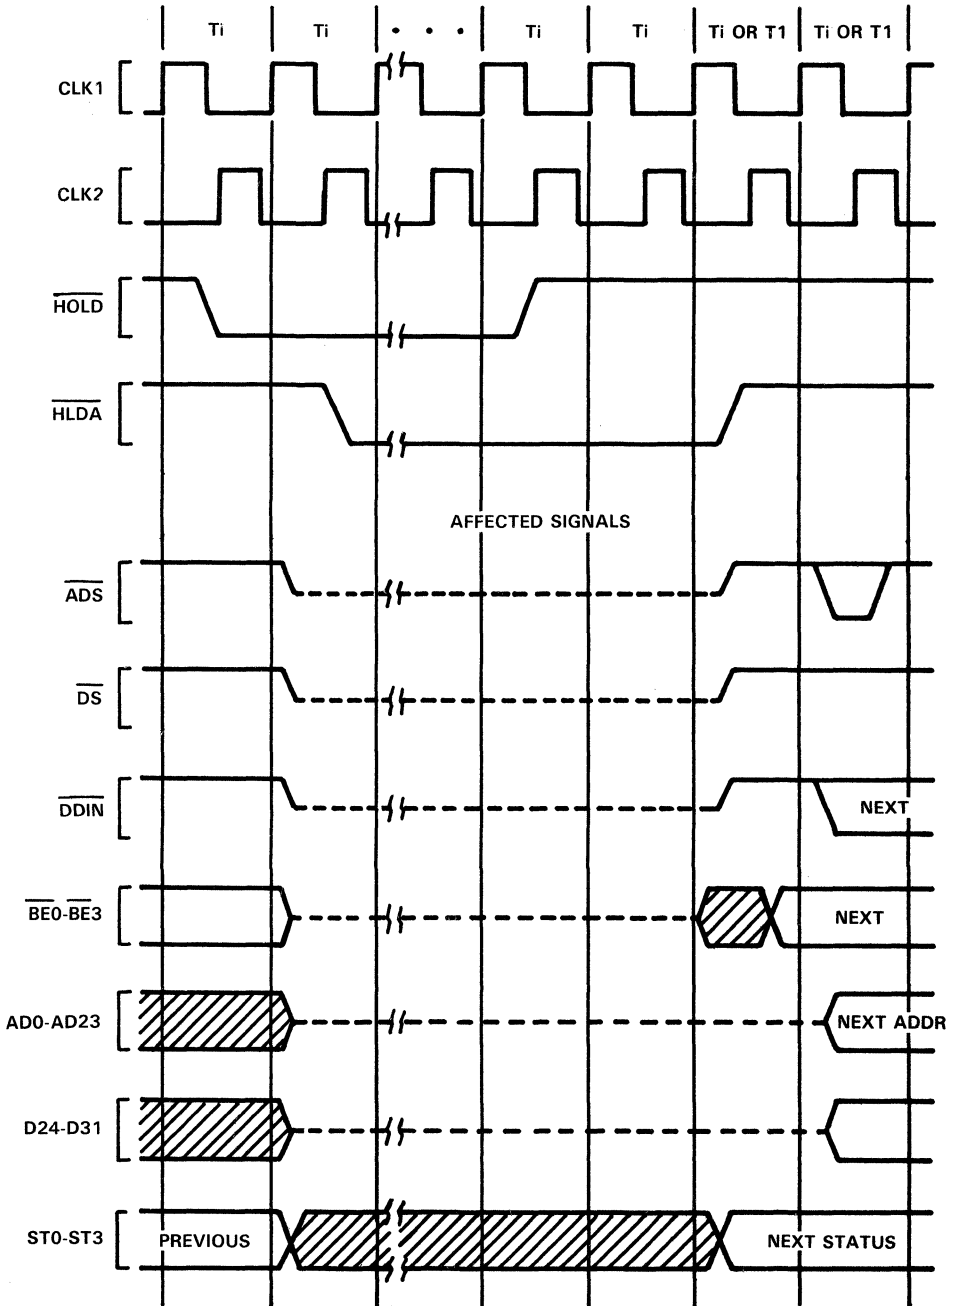 Ti Ti . . . Ti Ti Ti OR T1 Ti OR T1
CLK1
CLK2
HOLD
HLDA
AFFECTED SIGNALS
ADS
DS
DDIN NEXT
BE0-BE3 NEXT
AD0-AD23 NEXT ADDR
D24-D31
ST0-ST3 PREVIOUS NEXT STATUS